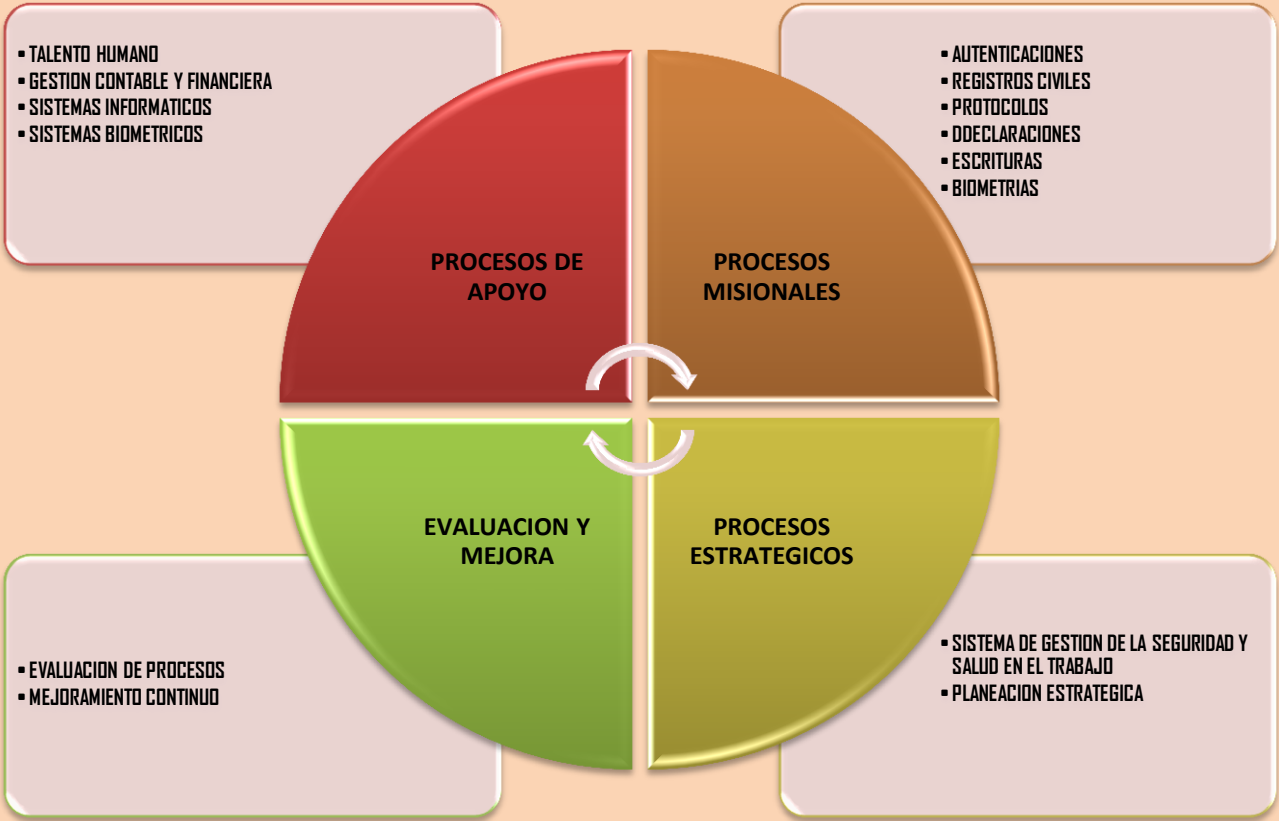 ▪ TALENTO HUMANO
▪ GESTION CONTABLE Y FINANCIERA
▪ SISTEMAS INFORMATICOS
▪ SISTEMAS BIOMETRICOS
▪ AUTENTICACIONES
▪ REGISTROS CIVILES
▪ PROTOCOLOS
▪ DDECLARACIONES
▪ ESCRITURAS
▪ BIOMETRIAS
PROCESOS DE
APOYO
PROCESOS
MISIONALES
EVALUACION Y
MEJORA
PROCESOS
ESTRATEGICOS
▪ EVALUACION DE PROCESOS
▪ MEJORAMIENTO CONTINUO
▪ SISTEMA DE GESTION DE LA SEGURIDAD Y
SALUD EN EL TRABAJO
▪ PLANEACION ESTRATEGICA